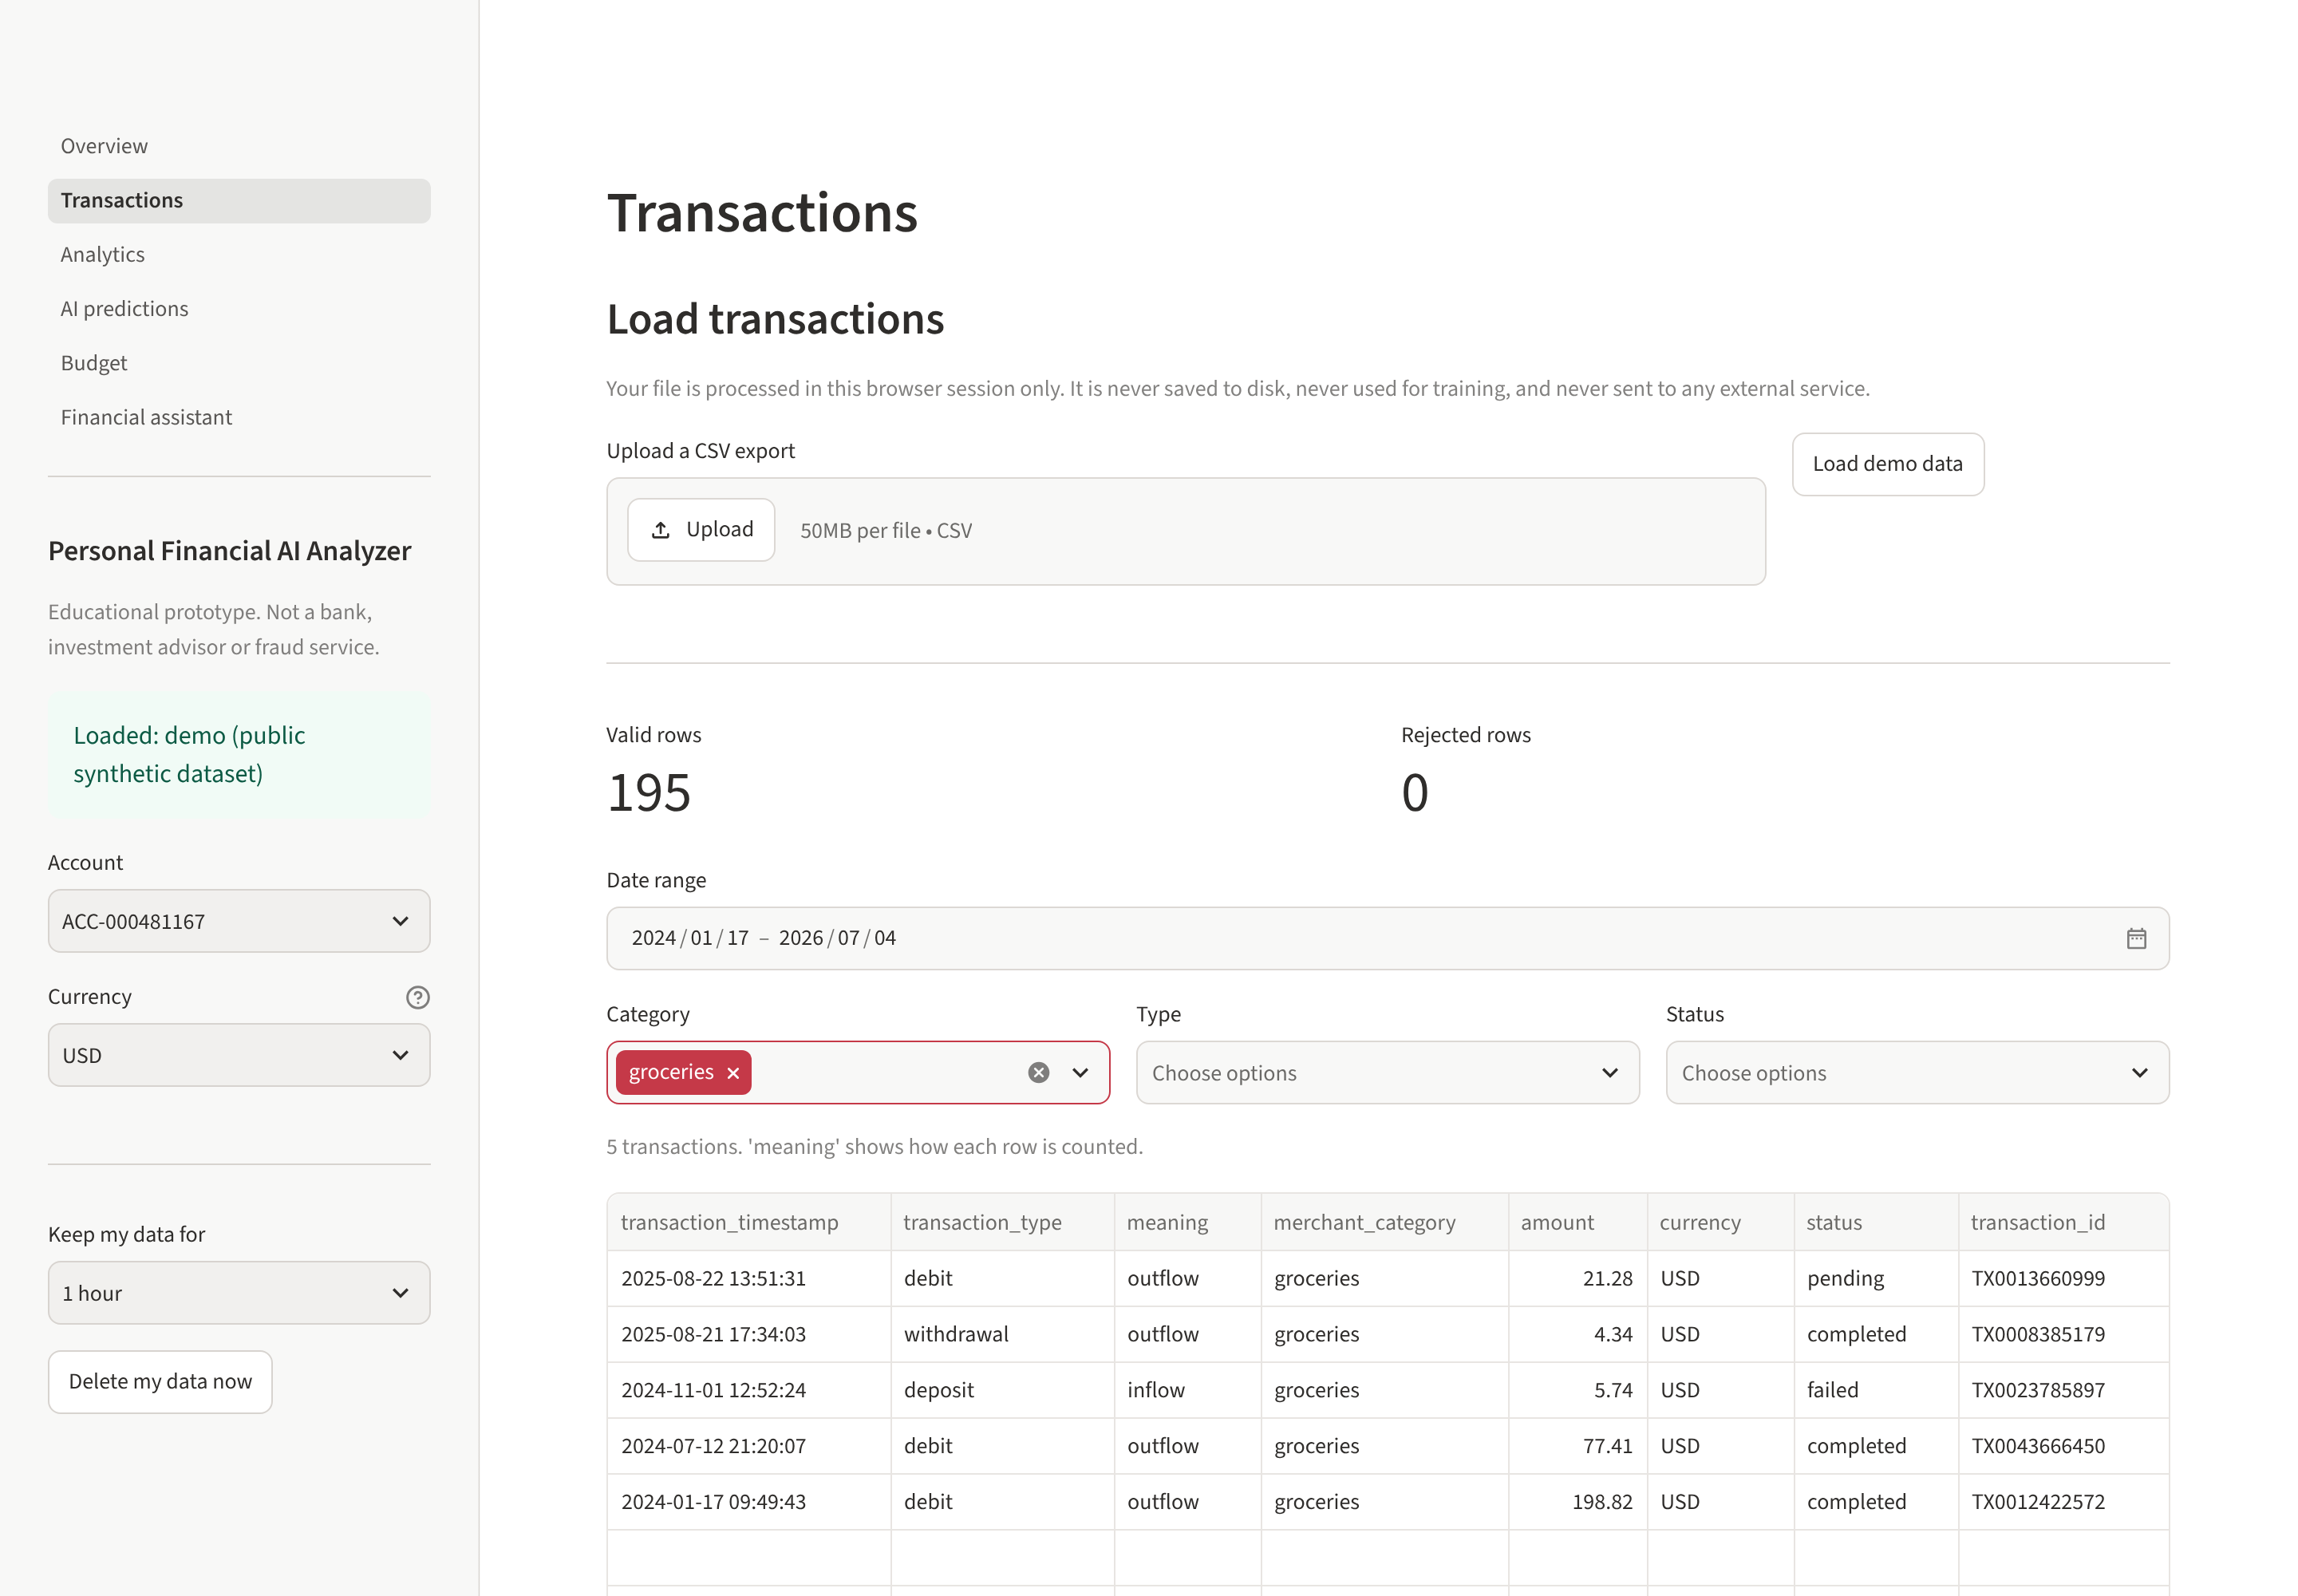 Overview
Transactions
Analytics
AI predictions
Budget
Financial assistant
Personal Financial AI Analyzer
Educational prototype. Not a bank,
investment advisor or fraud service.
Loaded: demo (public
synthetic dataset)
Account
ACC-000481167
Currency
USD
Keep my data for
1 hour
Delete my data now
Transactions
Load transactions
Your file is processed in this browser session only. It is never saved to disk, never used for training, and never sent to any external service.
Upload a CSV export
Load demo data
Upload 50MB per file • CSV
Valid rows Rejected rows
195 0
Date range
2024/01/17 – 2026/07/04
Category Type Status
groceries Choose options Choose options
5 transactions. 'meaning' shows how each row is counted.
transaction_timestamp transaction_type meaning merchant_category amount currency status transaction_id
2025-08-22 13:51:31 debit outflow groceries 21.28 USD pending TX0013660999
2025-08-21 17:34:03 withdrawal outflow groceries 4.34 USD completed TX0008385179
2024-11-01 12:52:24 deposit inflow groceries 5.74 USD failed TX0023785897
2024-07-12 21:20:07 debit outflow groceries 77.41 USD completed TX0043666450
2024-01-17 09:49:43 debit outflow groceries 198.82 USD completed TX0012422572